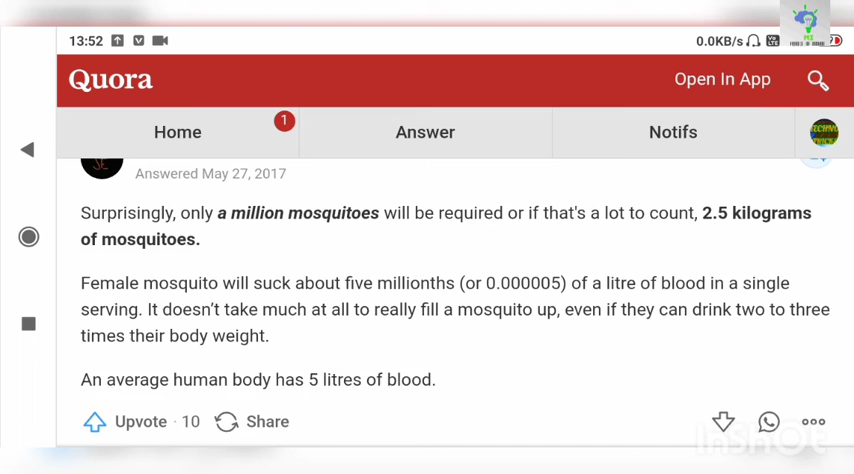 13:52
0.0KB/s
Quora
Open In App
Home
1
Answer
Notifs
Answered May 27, 2017
Surprisingly, only a million mosquitoes will be required or if that's a lot to count, 2.5 kilograms
of mosquitoes.
Female mosquito will suck about five millionths (or 0.000005) of a litre of blood in a single
serving. It doesn't take much at all to really fill a mosquito up, even if they can drink two to three
times their body weight.
An average human body has 5 litres of blood.
Upvote · 10
Share
InShot